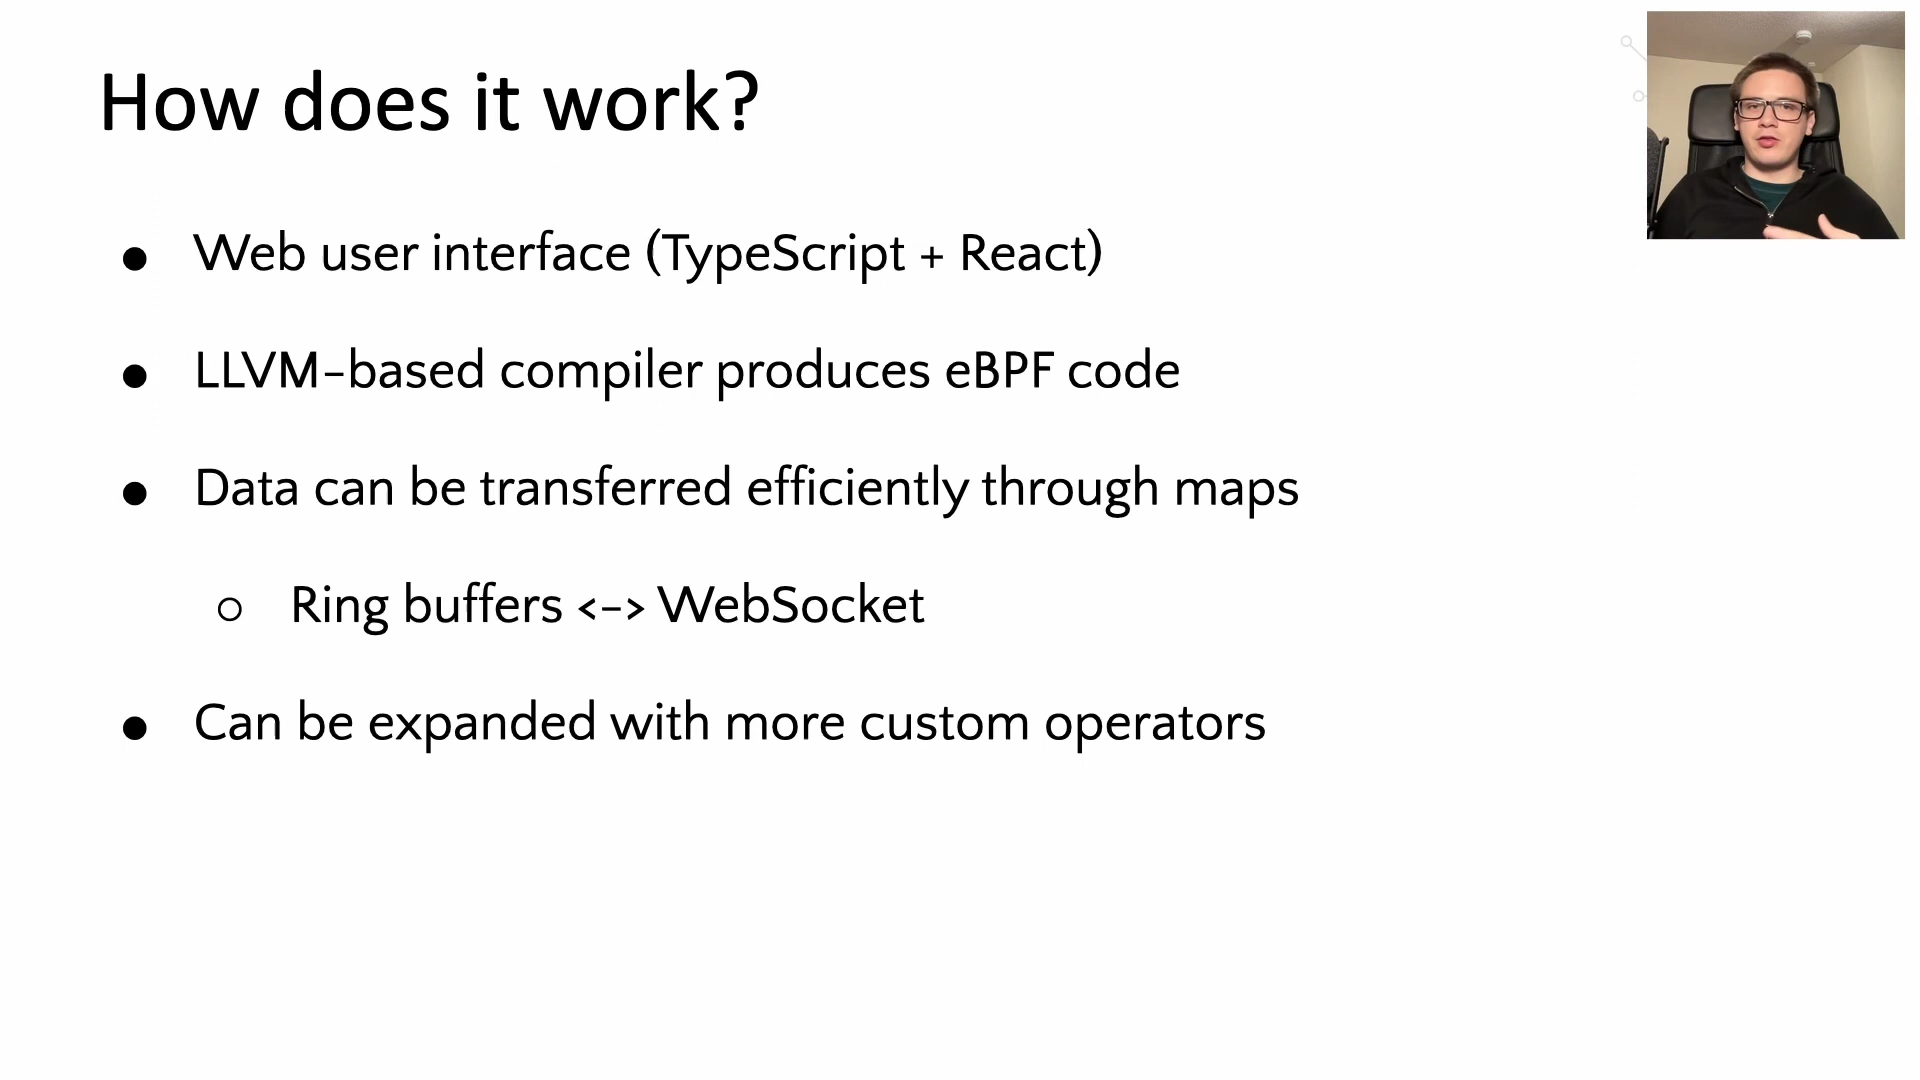 How does it work?
● Web user interface (TypeScript + React)
● LLVM-based compiler produces eBPF code
● Data can be transferred efficiently through maps
○ Ring buffers <-> WebSocket
● Can be expanded with more custom operators